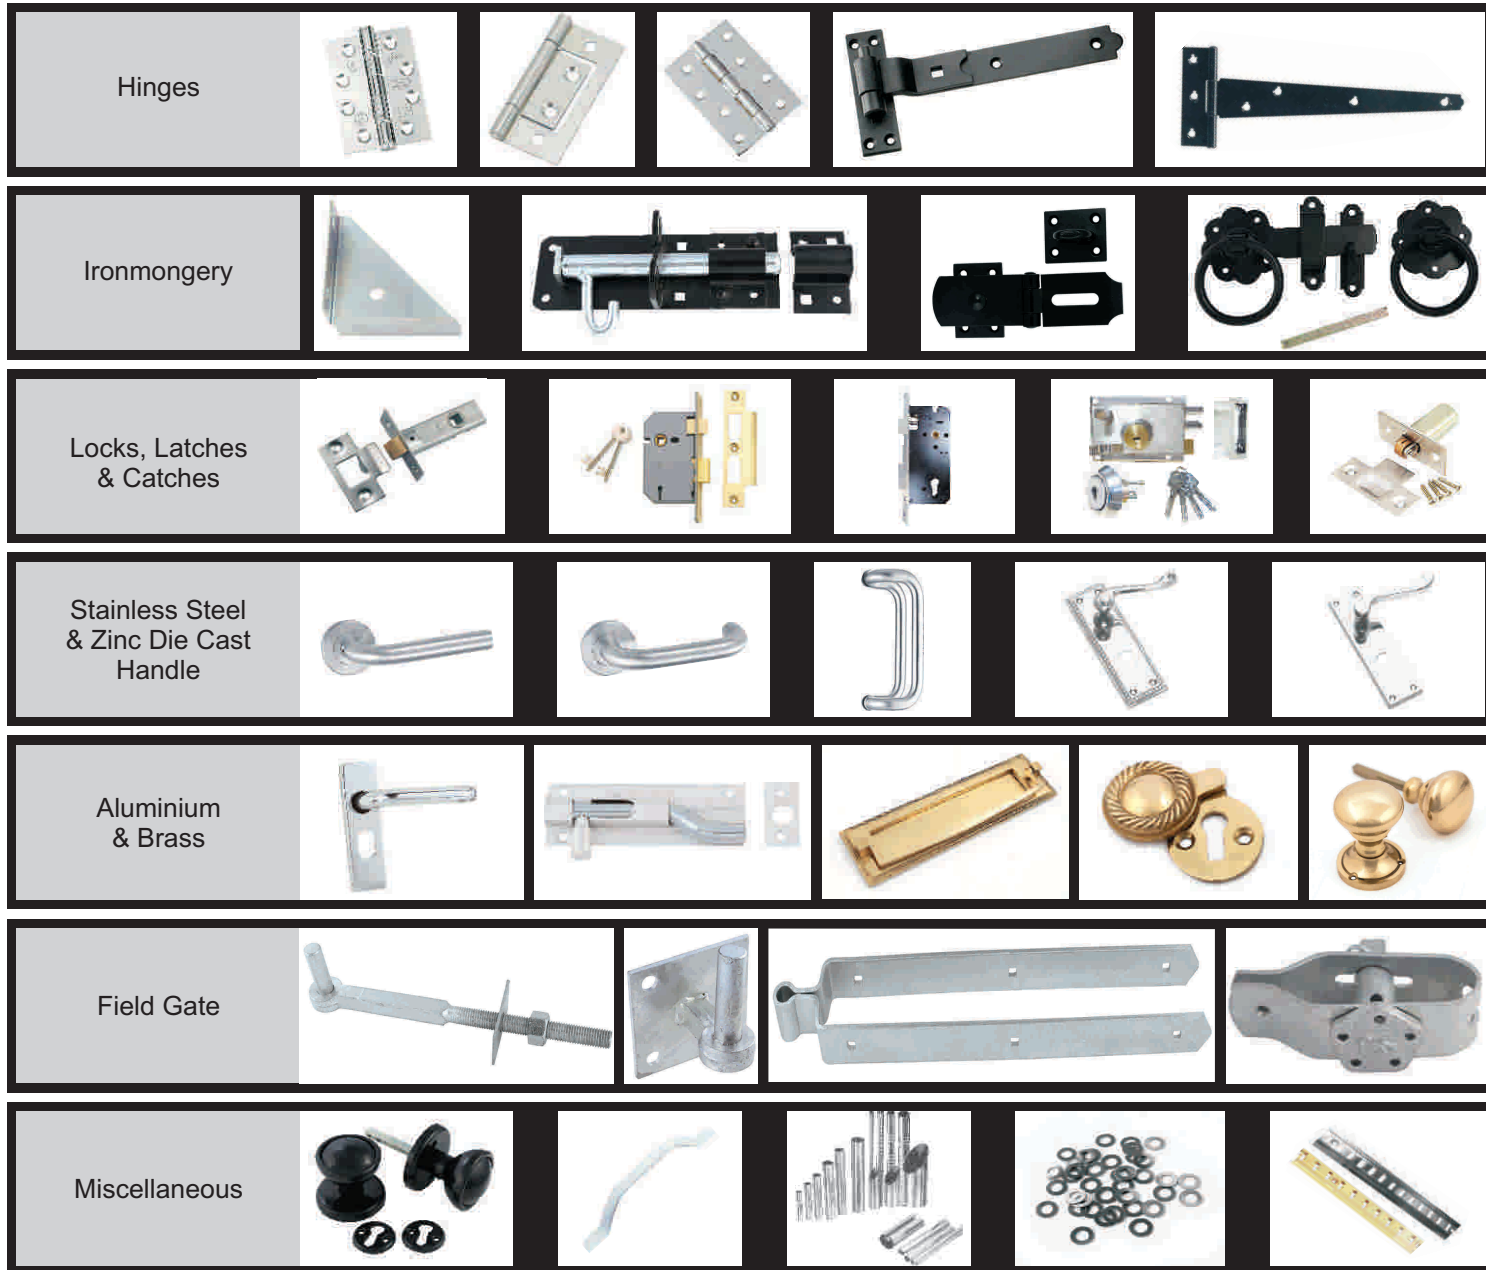 Hinges
Ironmongery
Locks, Latches
& Catches
Stainless Steel
& Zinc Die Cast
Handle
Aluminium
& Brass
Field Gate
Miscellaneous